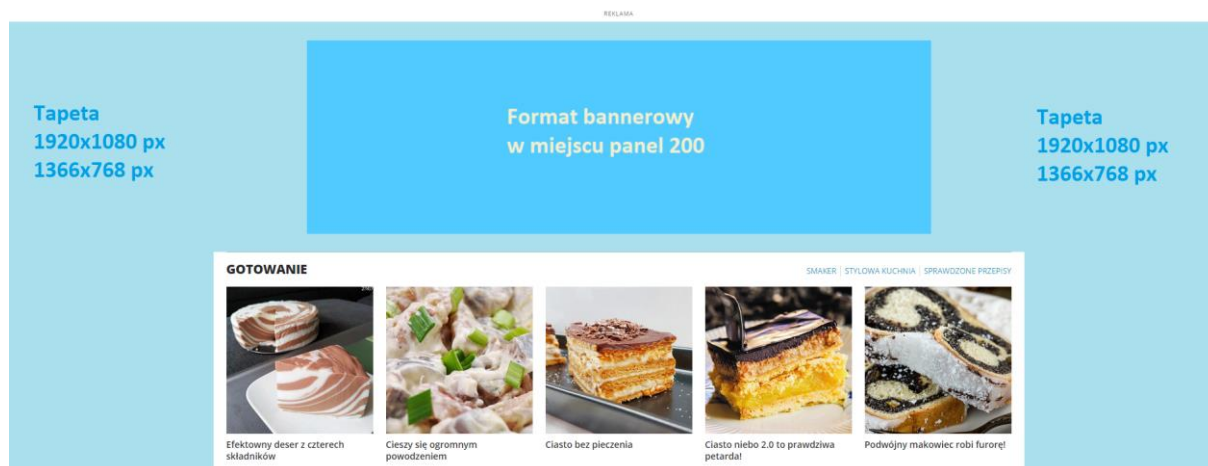 REKLAMA
Tapeta
1920x1080 px
1366x768 px
Format bannerowy
w miejscu panel 200
Tapeta
1920x1080 px
1366x768 px
GOTOWANIE
SMAKER | STYLOWA KUCHNIA | SPRAWDZONE PRZEPISY
Efektowny deser z czterech
składników
Cieszy się ogromnym
powodzeniem
Ciasto bez pieczenia
Ciasto niebo 2.0 to prawdziwa
petarda!
Podwójny makowiec robi furorę!